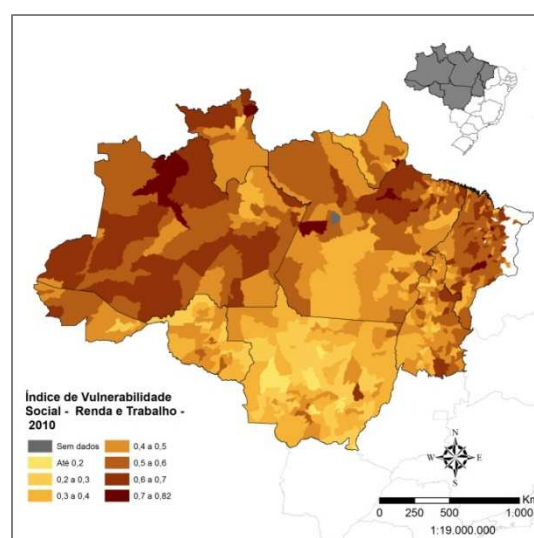 Índice de Vulnerabilidade
Social - Renda e Trabalho -
2010
Sem dados
Até 0,2
0,2 a 0,3
0,3 a 0,4
0,4 a 0,5
0,5 a 0,6
0,6 a 0,7
0,7 a 0,82
N
W E
S
Km
0 250 500 1.000
1:19.000.000